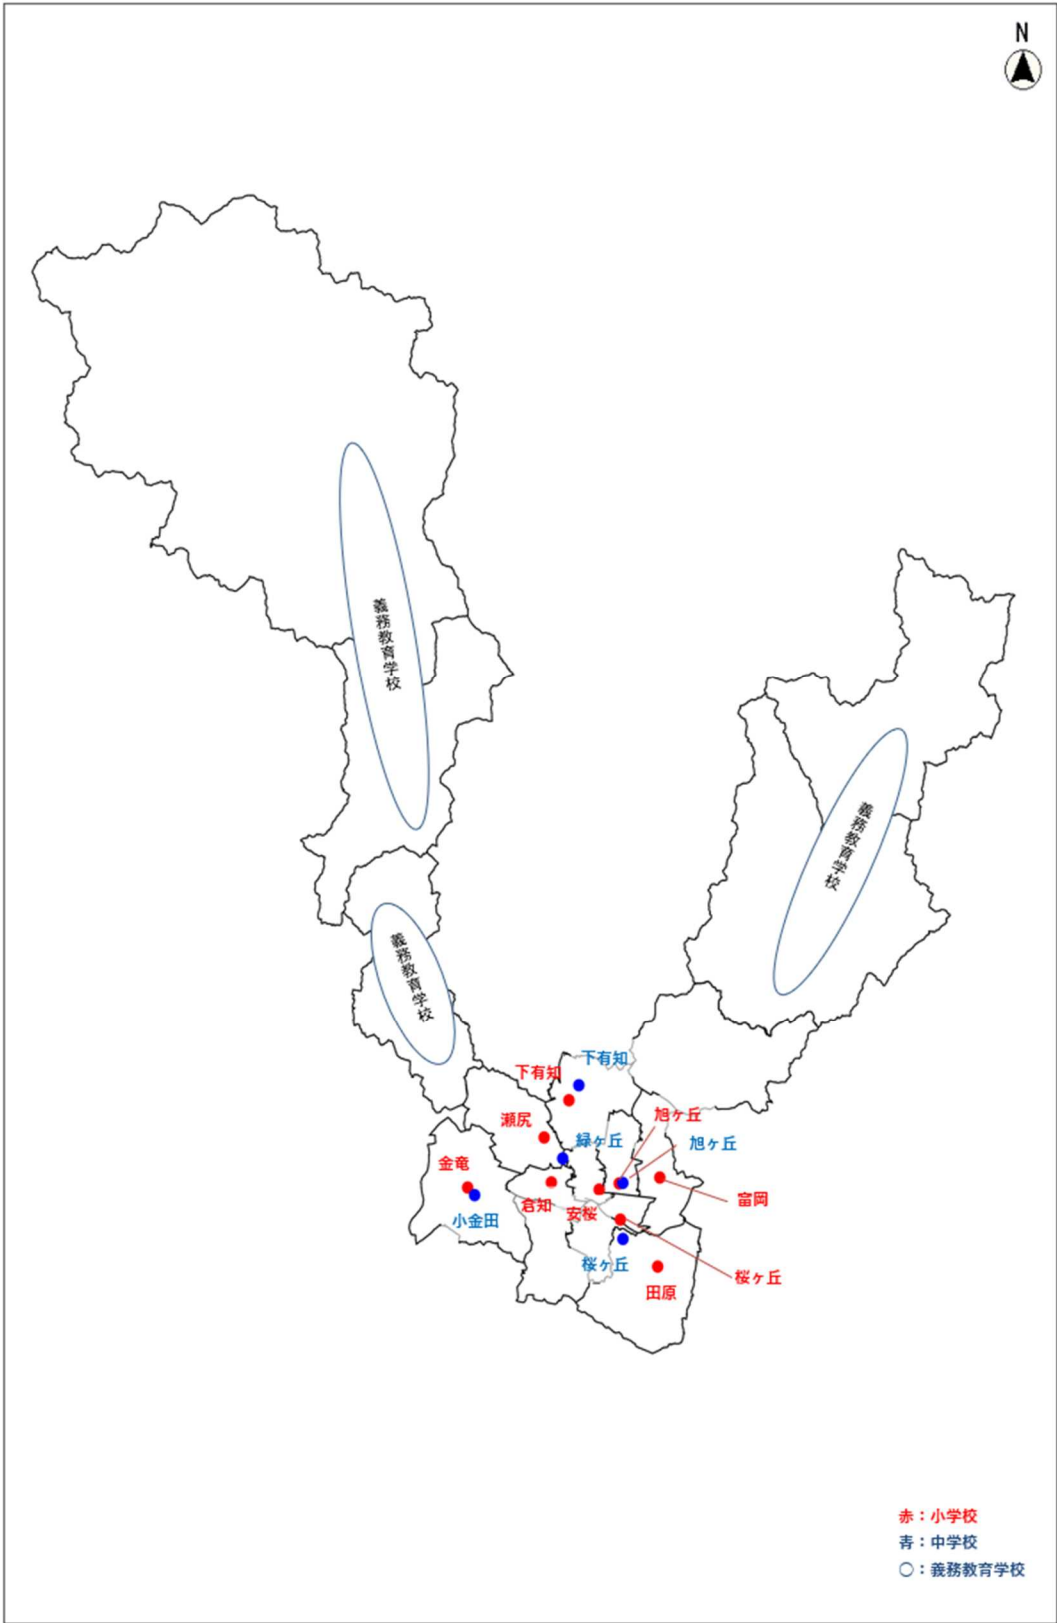 N
義務教育学校
義務教育学校
義務教育学校
下有知
下有知
旭ヶ丘
瀬尻
緑ヶ丘
旭ヶ丘
金竜
富岡
倉知
安桜
小金田
桜ヶ丘
桜ヶ丘
田原
赤：小学校
青：中学校
○：義務教育学校